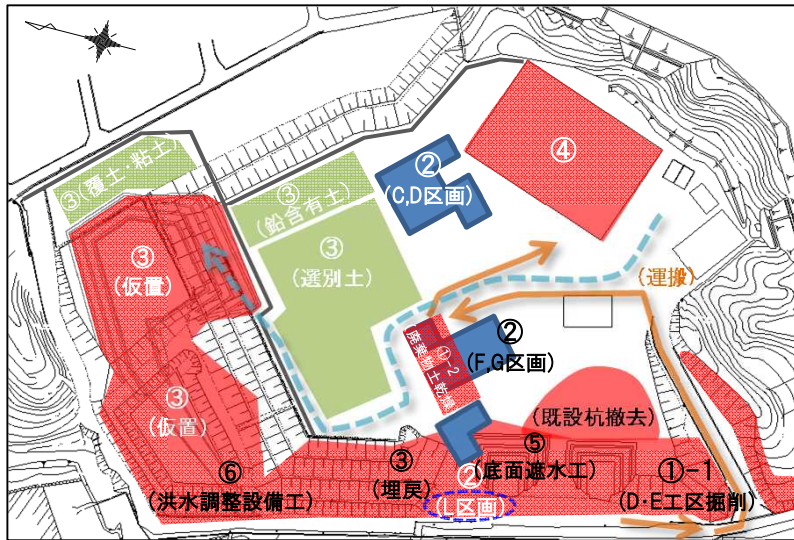 ③(覆土:粘土)
③
(鉛含有土)
②
(C,D区画)
④
③
(仮置)
③
(選別土)
(運搬)
①-2
廃棄物土乾燥
②
(F,G区画)
③
(仮置)
(既設杭撤去)
⑥
(洪水調整設備工)
③
(埋戻)
②
(L区画)
⑤
(底面遮水工)
①-1
(D・E工区掘削)